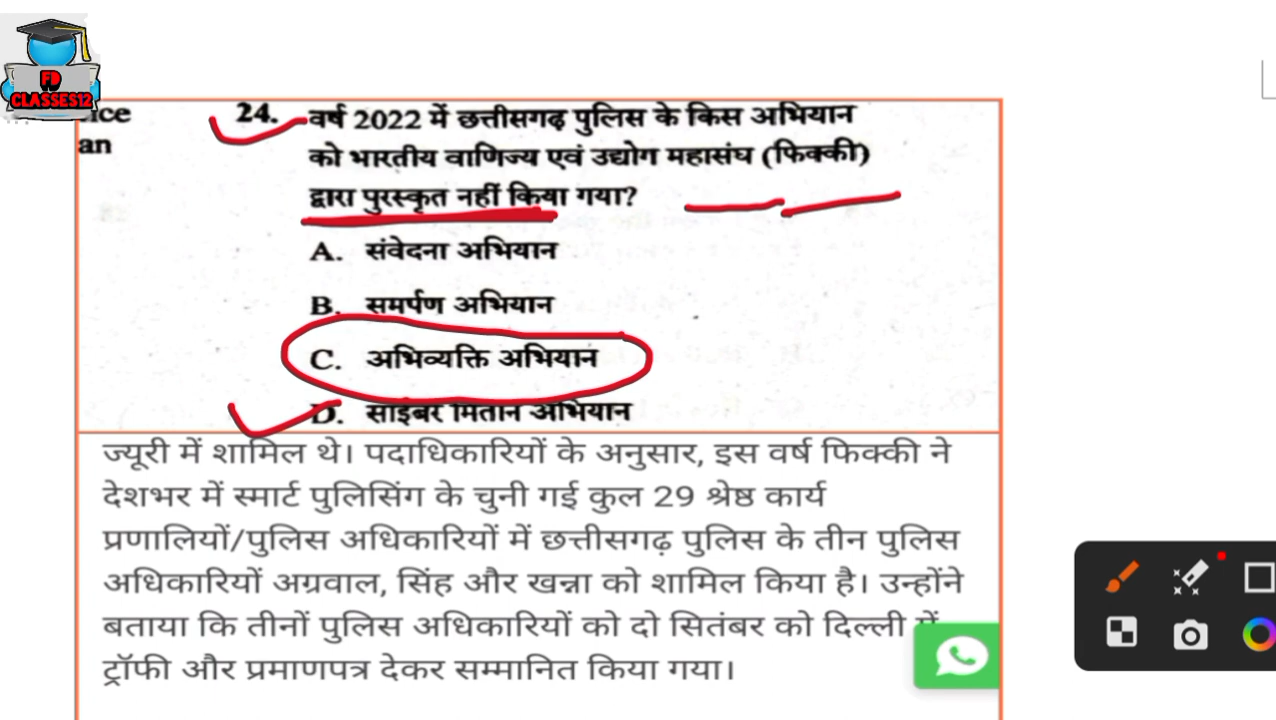 FD
CLASSES12
ice
an
24. वर्ष 2022 में छत्तीसगढ़ पुलिस के किस अभियान
को भारतीय वाणिज्य एवं उद्योग महासंघ (फिक्की)
द्वारा पुरस्कृत नहीं किया गया?
A. संवेदना अभियान
B. समर्पण अभियान
C. अभिव्यक्ति अभियान
D. साइबर मितान अभियान
ज्यूरी में शामिल थे। पदाधिकारियों के अनुसार, इस वर्ष फिक्की ने
देशभर में स्मार्ट पुलिसिंग के चुनी गई कुल 29 श्रेष्ठ कार्य
प्रणालियों/पुलिस अधिकारियों में छत्तीसगढ़ पुलिस के तीन पुलिस
अधिकारियों अग्रवाल, सिंह और खन्ना को शामिल किया है। उन्होंने
बताया कि तीनों पुलिस अधिकारियों को दो सितंबर को दिल्ली में
ट्रॉफी और प्रमाणपत्र देकर सम्मानित किया गया।